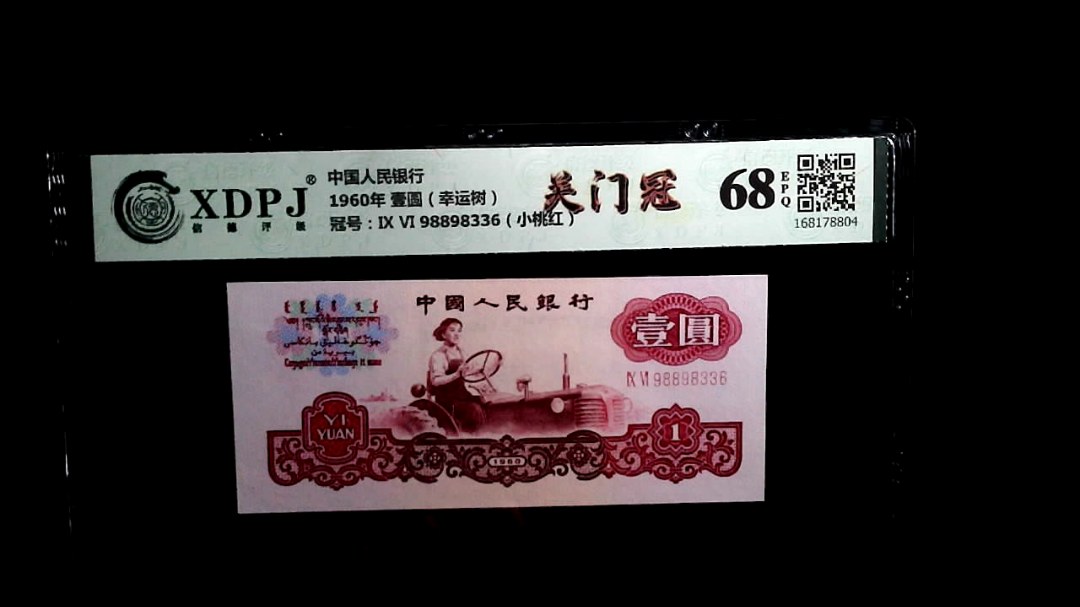 XDPJ®
信德评级
中国人民银行
1960年 壹圆（幸运树）
冠号：IX VI 98898336（小桃红）
关门冠
68
EPQ
168178804
中國人民銀行
壹圓
IX VI 98898336
YI
YUAN
1960
1